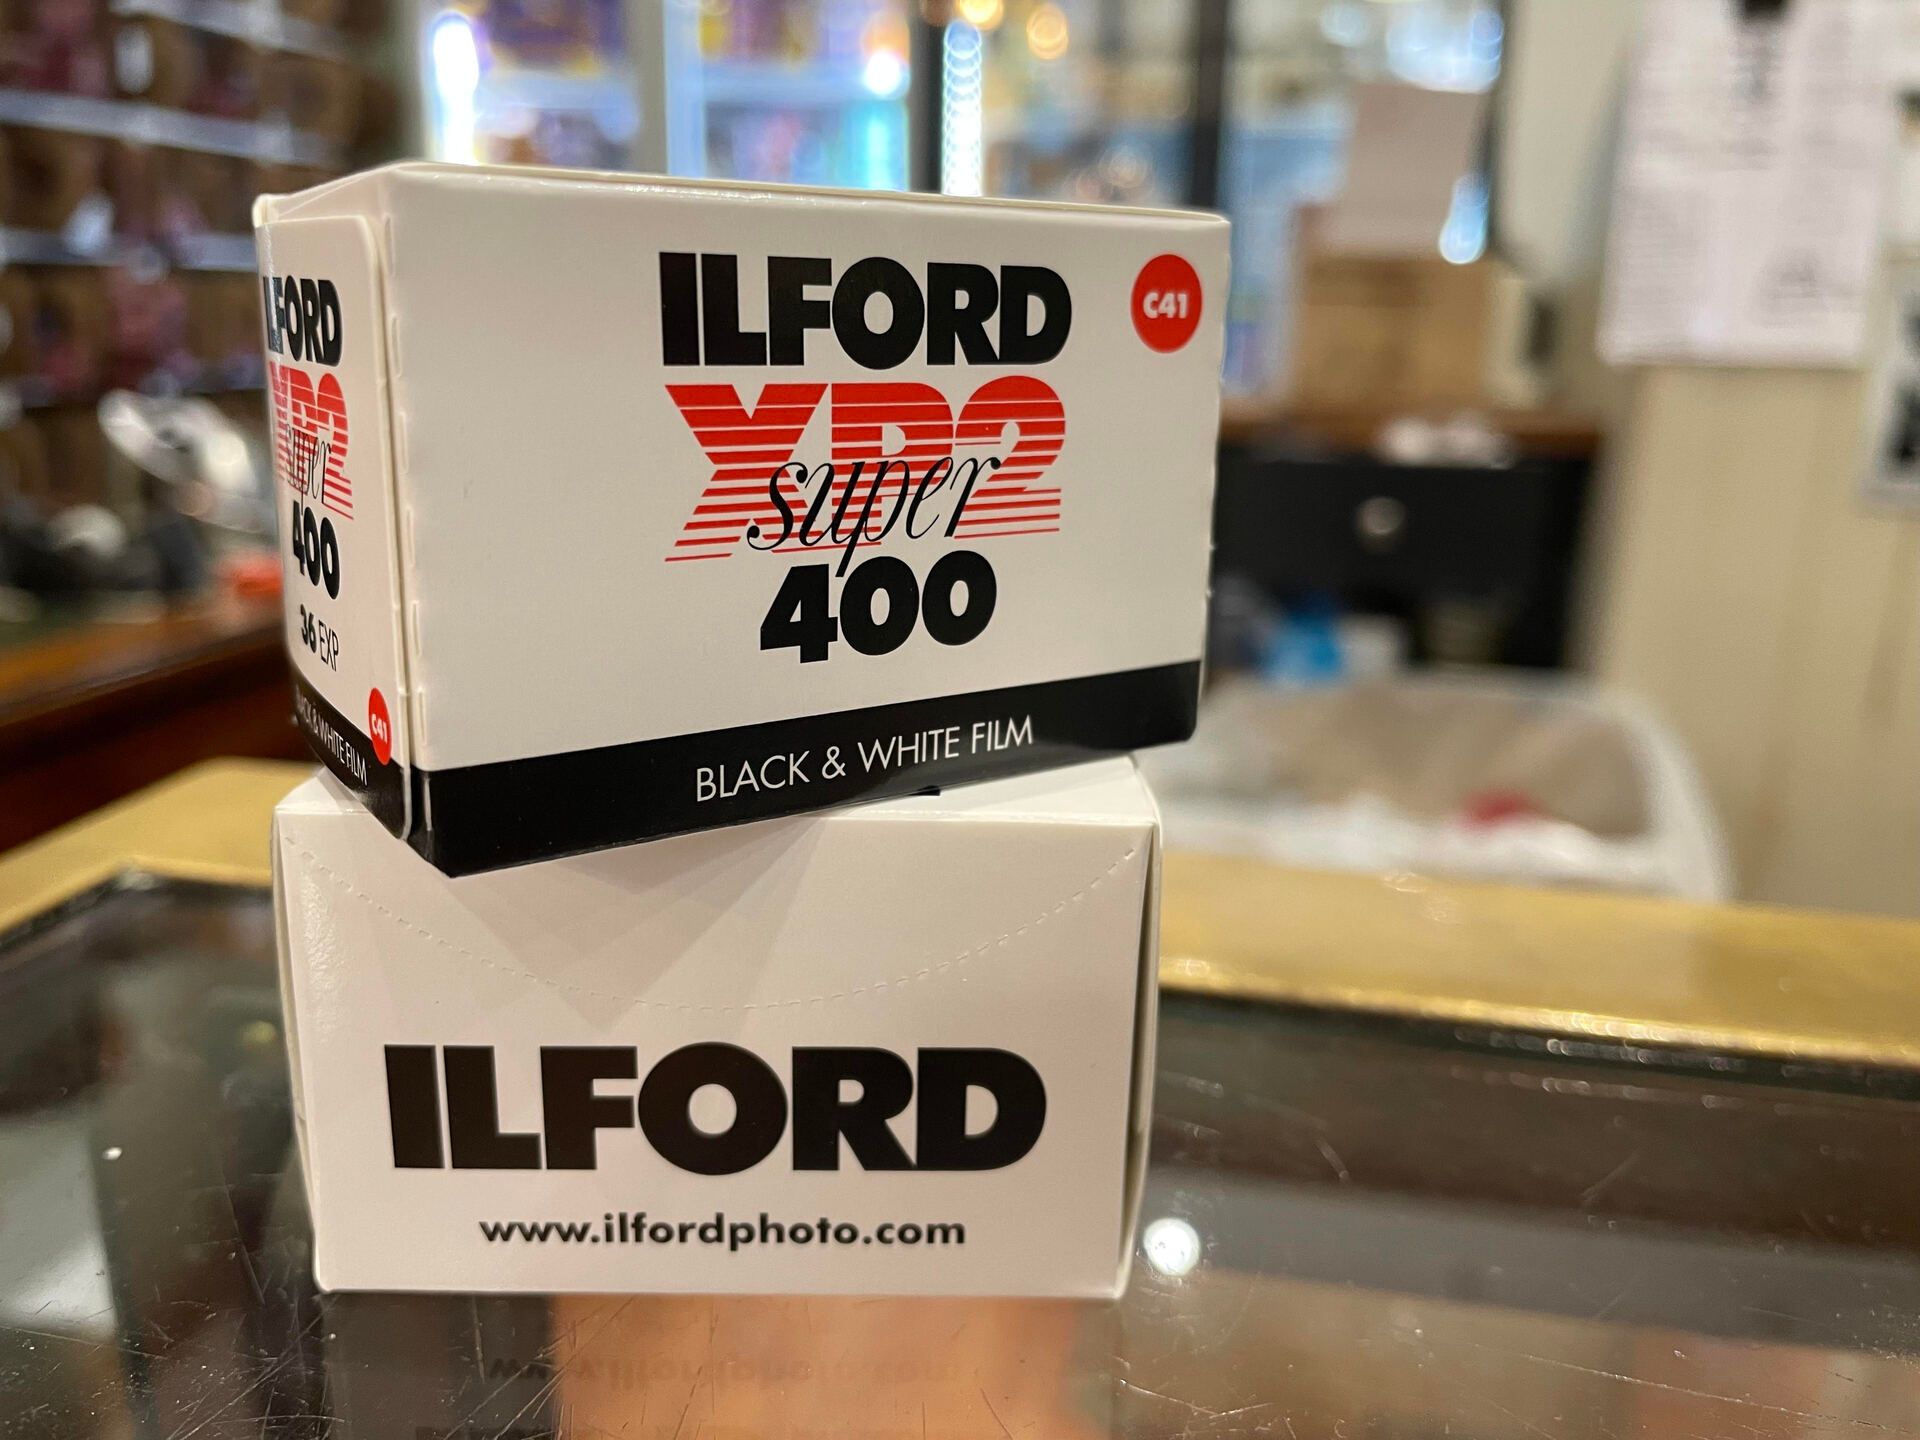 ILFORD
XP2
super
400
36 EXP
BLACK & WHITE FILM
C41
ILFORD
C41
XP2
super
400
BLACK & WHITE FILM
ILFORD
www.ilfordphoto.com